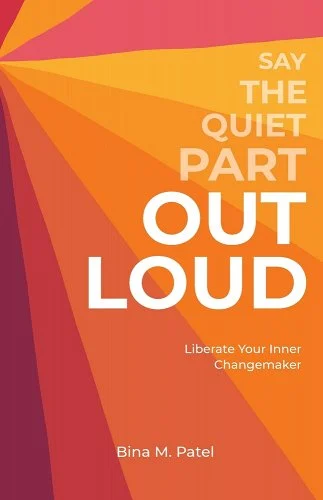 SAY
THE
QUIET
PART
OUT
LOUD
Liberate Your Inner
Changemaker
Bina M. Patel